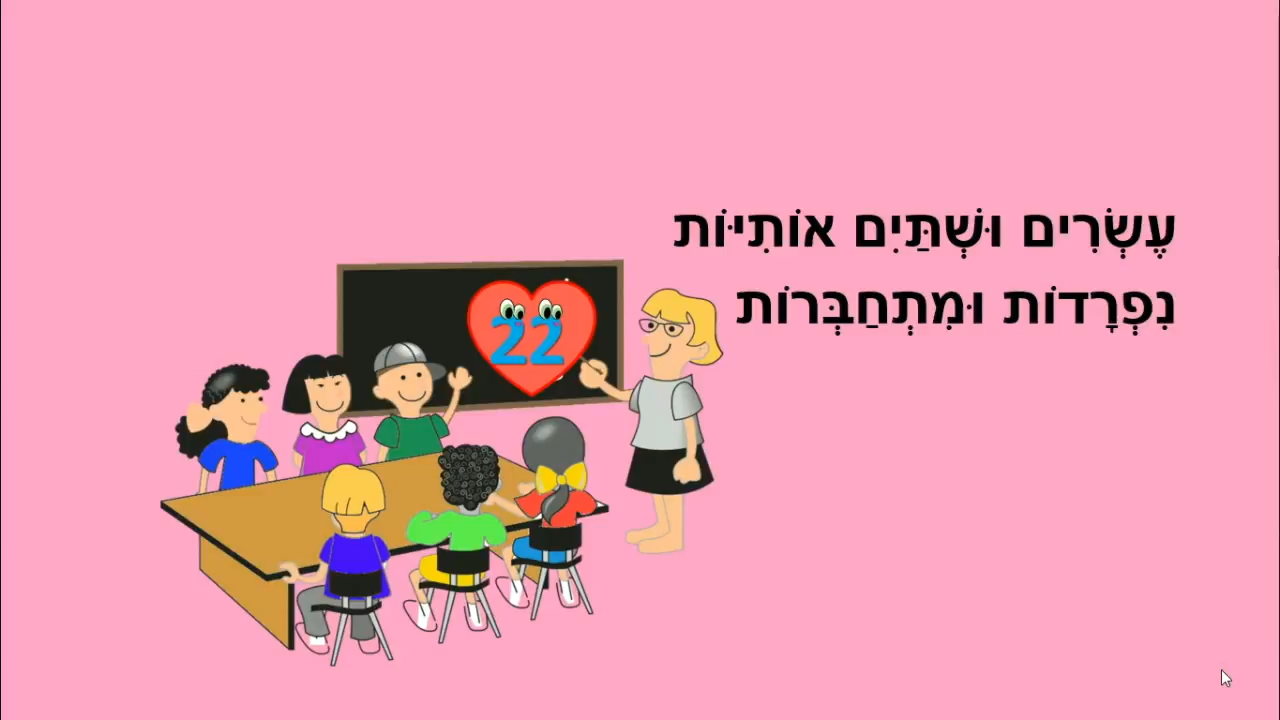 עֶשְׂרִים וּשְׁתַּיִם אוֹתִיּוֹת
נִפְרָדוֹת וּמִתְחַבְּרוֹת
22